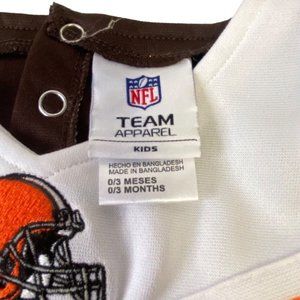 NFL
TEAM
APPAREL
KIDS
HECHO EN BANGLADESH
MADE IN BANGLADESH
0/3 MESES
0/3 MONTHS